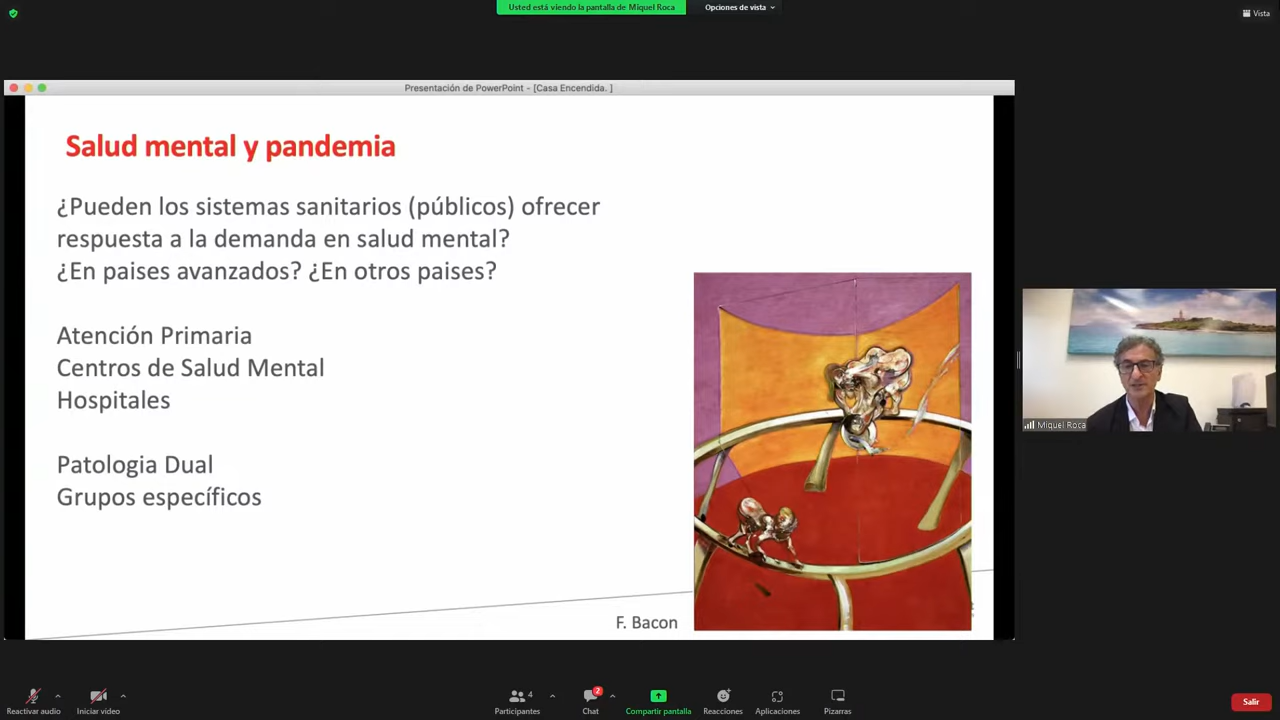 Usted está viendo la pantalla de Miquel Roca
Opciones de vista
Vista
Presentación de PowerPoint - [Casa Encendida. ]
Salud mental y pandemia
¿Pueden los sistemas sanitarios (públicos) ofrecer
respuesta a la demanda en salud mental?
¿En paises avanzados? ¿En otros paises?
Atención Primaria
Centros de Salud Mental
Hospitales
Patologia Dual
Grupos específicos
F. Bacon
Miquel Roca
Reactivar audio
Iniciar video
4
Participantes
2
Chat
Compartir pantalla
Reacciones
Aplicaciones
Pizarras
Salir